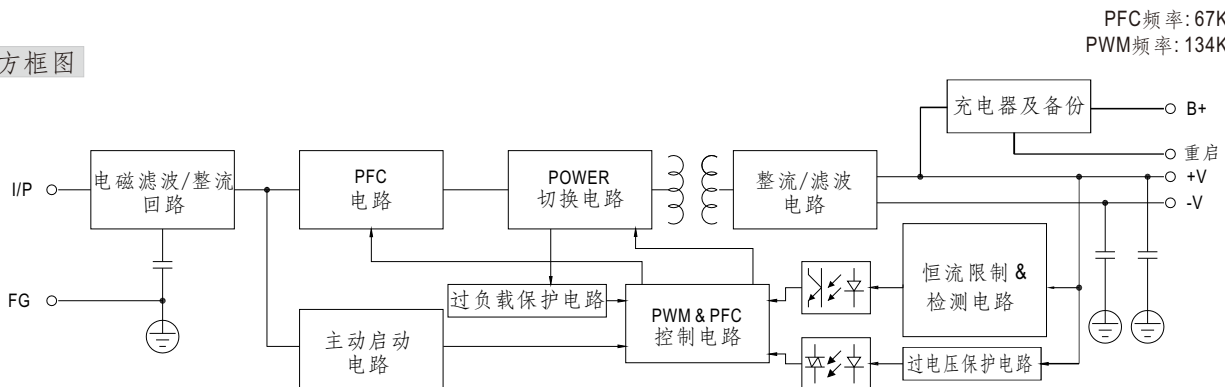 PFC频率: 67K
PWM频率: 134K
方框图
充电器及备份
B+
重启
I/P
电磁滤波/整流
回路
PFC
电路
POWER
切换电路
整流/滤波
电路
+V
-V
FG
过负载保护电路
PWM & PFC
控制电路
恒流限制 &
检测电路
主动启动
电路
过电压保护电路